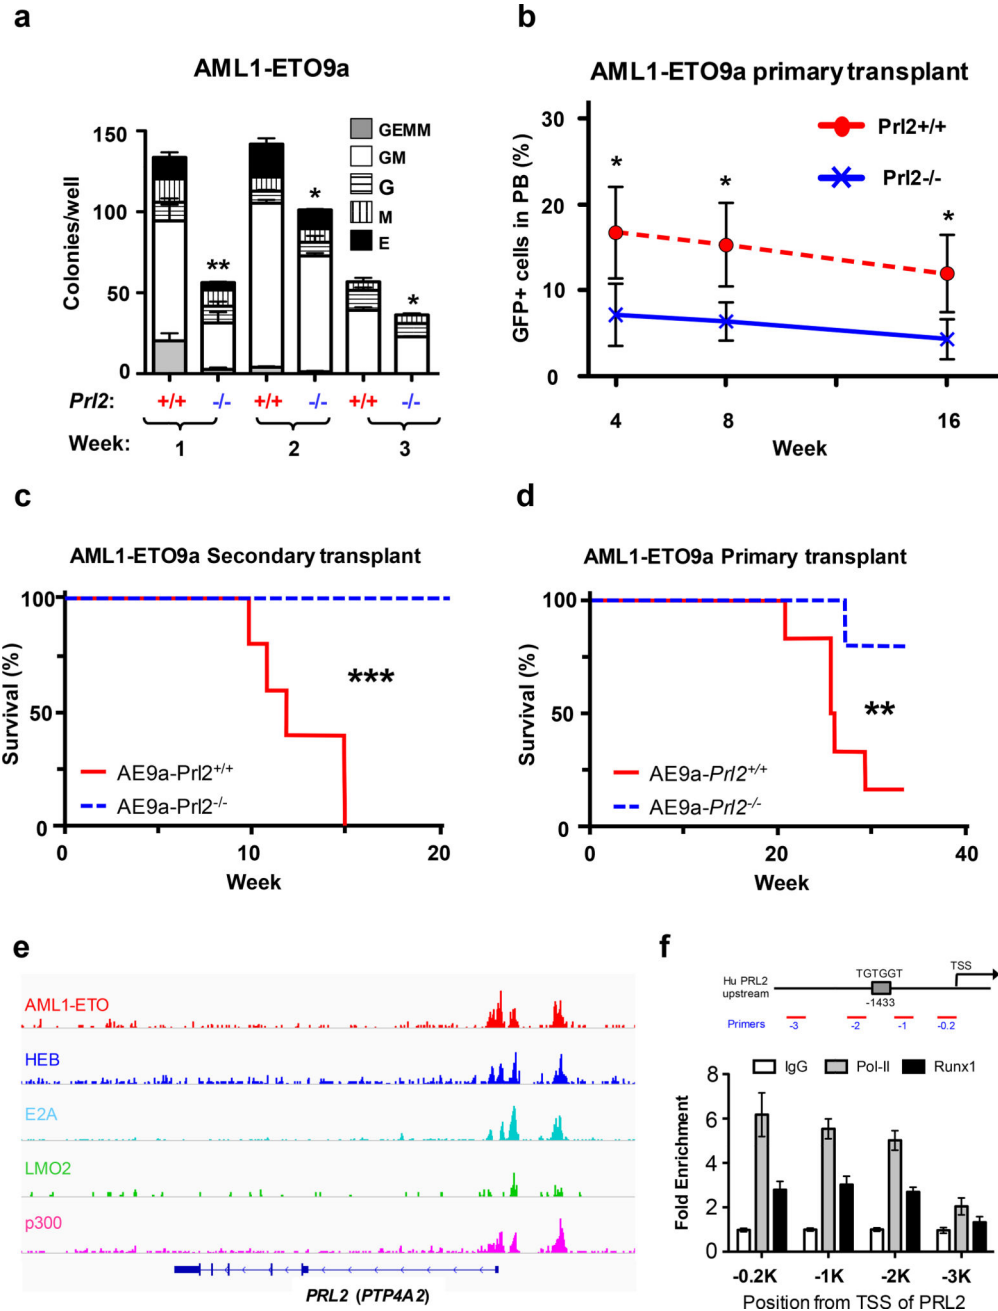 a
AML1-ETO9a
150
100
50
0
Colonies/well
GEMM
GM
G
M
E
**
*
*
Prl2:
+/+ -/- +/+ -/- +/+ -/-
Week:
1 2 3
b
AML1-ETO9a primary transplant
30
20
10
0
GFP+ cells in PB (%)
Prl2+/+
Prl2-/-
* * *
4 8 16
Week
c
AML1-ETO9a Secondary transplant
100
50
0
Survival (%)
***
AE9a-Prl2+/+
AE9a-Prl2-/-
0 10 20
Week
d
AML1-ETO9a Primary transplant
100
50
0
Survival (%)
**
AE9a-Prl2+/+
AE9a-Prl2-/-
0 20 40
Week
e
AML1-ETO
HEB
E2A
LMO2
p300
PRL2 (PTP4A2)
f
TSS
TGTGGT
Hu PRL2
upstream
-1433
Primers
-3 -2 -1 -0.2
IgG Pol-II Runx1
8
6
4
2
0
Fold Enrichment
-0.2K -1K -2K -3K
Position from TSS of PRL2